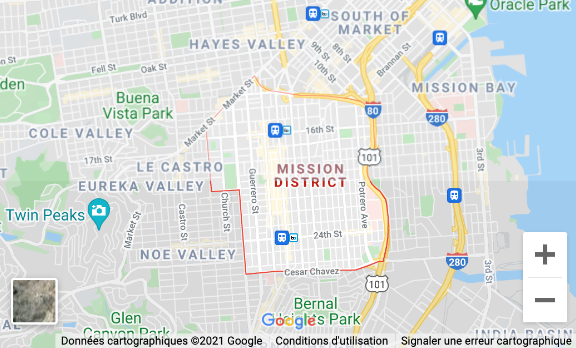 Oracle Park
Turk Blvd
SOUTH OF
MARKET
HAYES VALLEY
9th St
8th St
10th St
Brannan St
Fell St
Oak St
Market St
MISSION BAY
Buena
Vista Park
80
280
COLE VALLEY
Market St
16th St
17th St
101
3rd St
LE CASTRO
MISSION
DISTRICT
EUREKA VALLEY
Guerrero St
Potrero Ave
Church St
Castro St
Market St
Twin Peaks
24th St
NOE VALLEY
280
3rd St
Cesar Chavez
101
Bernal
Heights Park
Google
Glen
Canyon Park
INDIA BASIN
Données cartographiques ©2021 Google
Conditions d'utilisation
Signaler une erreur cartographique